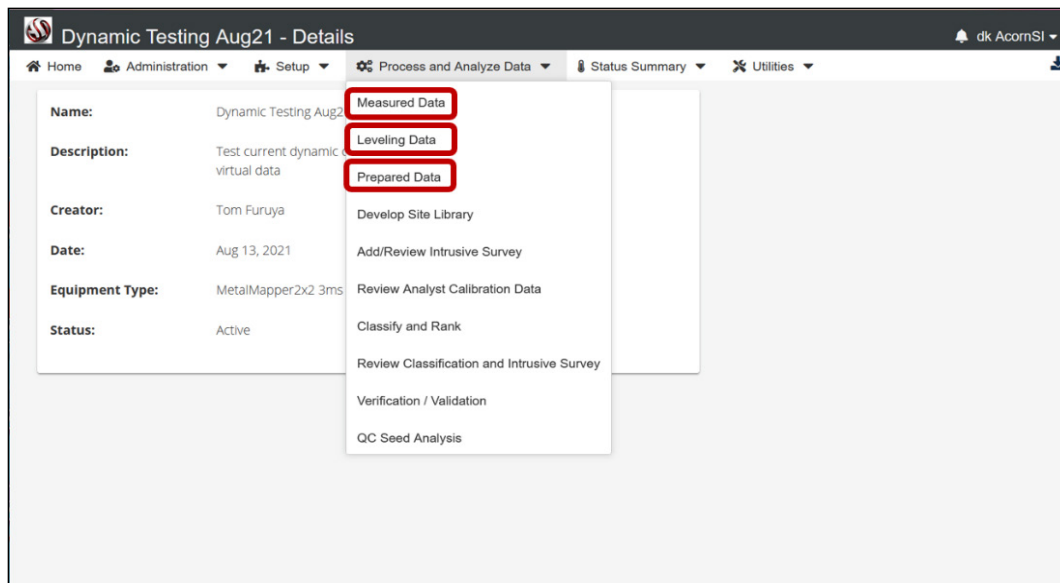 Dynamic Testing Aug21 - Details
dk AcornSI
Home Administration Setup Process and Analyze Data Status Summary Utilities
Name: Dynamic Testing Aug2
Description: Test current dynamic
virtual data
Creator: Tom Furuya
Date: Aug 13, 2021
Equipment Type: MetalMapper2x2 3ms
Status: Active
Measured Data
Leveling Data
Prepared Data
Develop Site Library
Add/Review Intrusive Survey
Review Analyst Calibration Data
Classify and Rank
Review Classification and Intrusive Survey
Verification / Validation
QC Seed Analysis